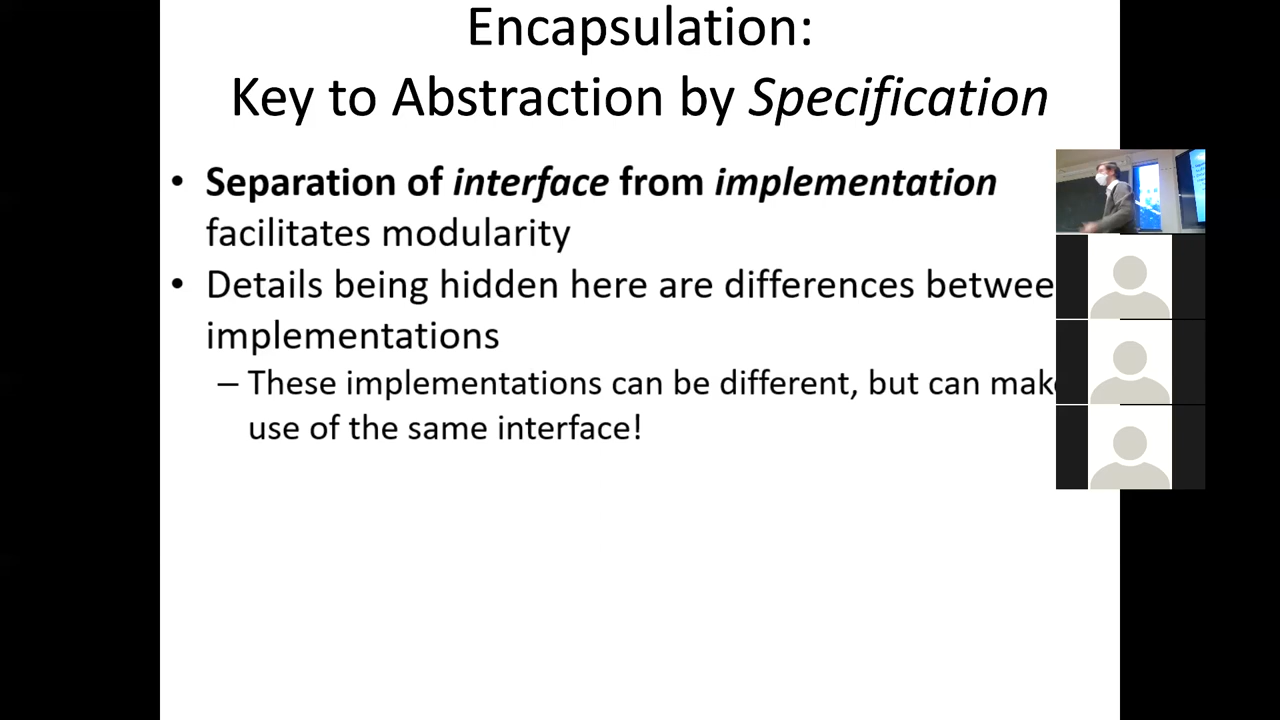 Encapsulation:
Key to Abstraction by Specification
• Separation of interface from implementation
facilitates modularity
• Details being hidden here are differences betwee
implementations
– These implementations can be different, but can mak
use of the same interface!